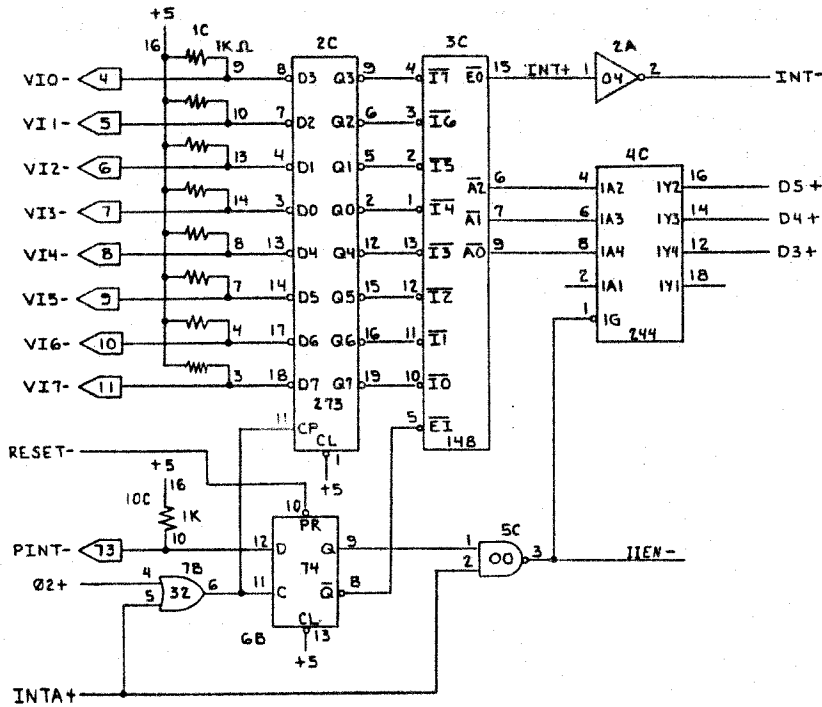 +5
16
1C
1KΩ
2C
3C
2A
VI0-
4
9
8
D3
Q3
9
4
I7
E0
15
INT+
1
04
2
INT-
VI1-
5
10
7
D2
Q2
6
3
I6
VI2-
6
13
4
D1
Q1
5
2
I5
4C
A2
6
4
1A2
1Y2
16
D5+
VI3-
7
14
3
D0
Q0
2
1
I4
A1
7
6
1A3
1Y3
14
D4+
VI4-
8
8
13
D4
Q4
12
13
I3
A0
9
8
1A4
1Y4
12
D3+
2
1A1
1Y1
18
VI5-
9
7
14
D5
Q5
15
12
I2
1
1G
244
VI6-
10
4
17
D6
Q6
16
11
I1
VI7-
11
3
18
D7
Q7
19
10
I0
273
11
CP
5
EI
148
CL
1
+5
RESET-
+5
16
10C
1K
10
PR
5C
PINT-
73
10
12
D
Q
9
1
00
3
IIEN-
74
2
02+
4
7B
32
6
11
C
Q
8
5
6B
CL
13
+5
INTA+